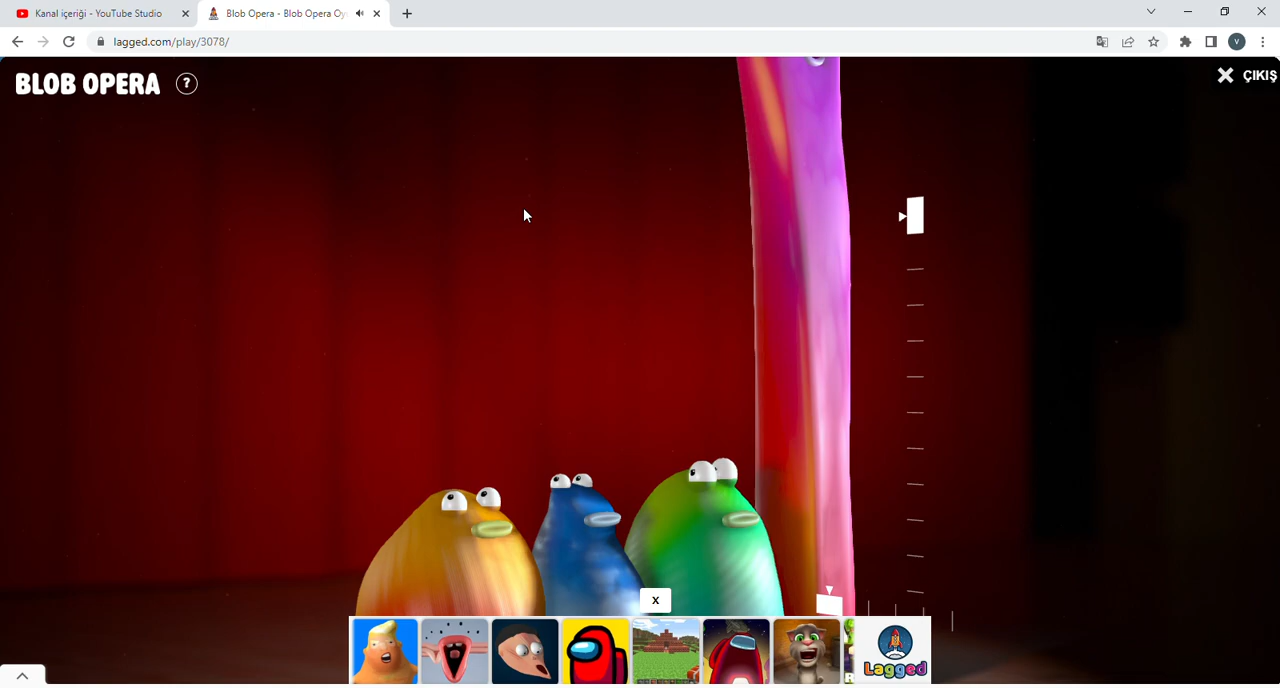 Kanal içeriği - YouTube Studio
Blob Opera - Blob Opera Oy
lagged.com/play/3078/
V
BLOB OPERA ?
ÇIKIŞ
x
Lagged